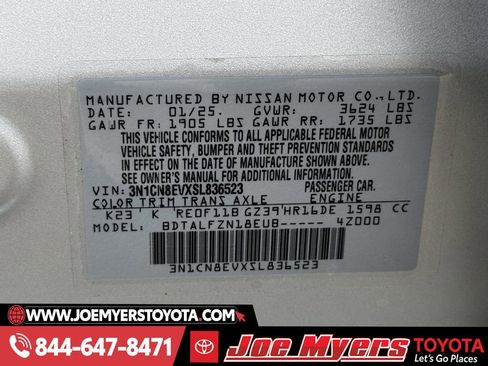 MANUFACTURED BY NISSAN MOTOR CO.,LTD.
DATE: 01/25. GVWR: 3624 LBS
GAWR FR: 1905 LBS GAWR RR: 1735 LBS
THIS VEHICLE CONFORMS TO ALL APPLICABLE FEDERAL MOTOR
VEHICLE SAFETY, BUMPER AND THEFT PREVENTION STANDARDS
IN EFFECT ON THE DATE OF MANUFACTURE SHOWN ABOVE.
SEE OWNER'S MANUAL FOR ADDITIONAL INFORMATION.
VIN: 3N1CN8EVXSL836523 PASSENGER CAR.
COLOR TRIM TRANS AXLE ENGINE
K23 K RE0F11B GZ39 HR16DE 1598 CC
MODEL: BDTALFZN18EU8----- 4Z000
3N1CN8EVXSL836523
WWW.JOEMYERSTOYOTA.COM
844-647-8471
Joe Myers
TOYOTA
Let's Go Places